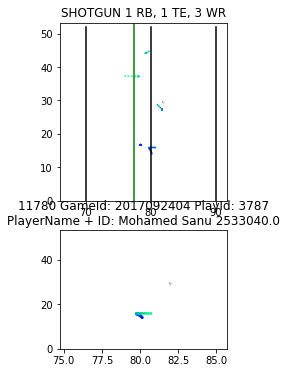 SHOTGUN 1 RB, 1 TE, 3 WR
50
40
30
20
10
0
70 80 90
11780 GameId: 2017092404 PlayId: 3787
PlayerName + ID: Mohamed Sanu 2533040.0
40
20
0
75.0 77.5 80.0 82.5 85.0